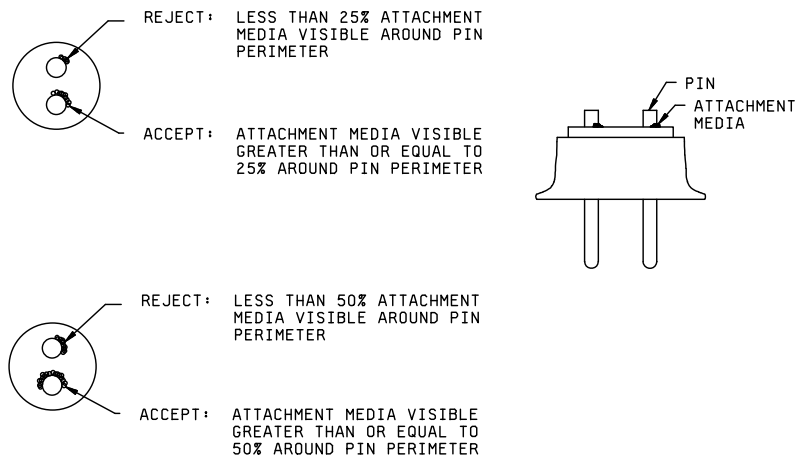 REJECT: LESS THAN 25% ATTACHMENT
MEDIA VISIBLE AROUND PIN
PERIMETER
ACCEPT: ATTACHMENT MEDIA VISIBLE
GREATER THAN OR EQUAL TO
25% AROUND PIN PERIMETER
PIN
ATTACHMENT
MEDIA
REJECT: LESS THAN 50% ATTACHMENT
MEDIA VISIBLE AROUND PIN
PERIMETER
ACCEPT: ATTACHMENT MEDIA VISIBLE
GREATER THAN OR EQUAL TO
50% AROUND PIN PERIMETER